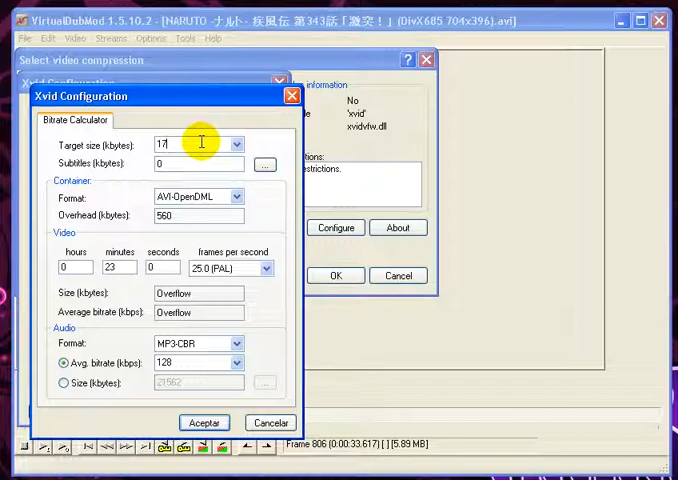 VirtualDubMod 1.5.10.2 - [NARUTO -ナルト- 疾風伝 第343話「激突！」 (DivX685 704x396).avi]
File Edit Video Streams Options Tools Help
Select video compression
Xvid Configuration
information
No
'xvid'
xvidvfw.dll
Bitrate Calculator
Target size (kbytes): 17
Subtitles (kbytes): 0 ...
Container:
Format: AVI-OpenDML
Overhead (kbytes): 560
Video
hours minutes seconds frames per second
0 23 0 25.0 (PAL)
Size (kbytes): Overflow
Average bitrate (kbps): Overflow
Audio
Format: MP3-CBR
Avg. bitrate (kbps): 128
Size (kbytes): 21562 ...
Aceptar Cancelar
Configure About
OK Cancel
Frame 806 (0:00:33.617) [ ] [5.89 MB]